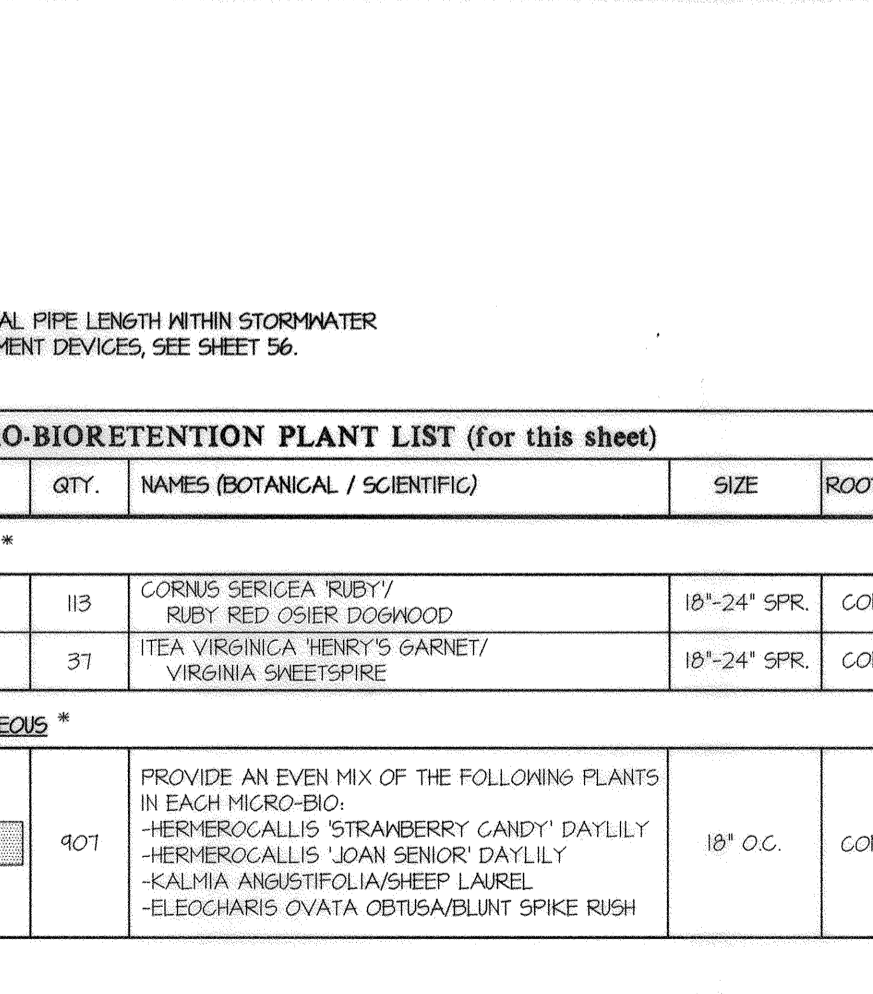 AL PIPE LENGTH WITHIN STORMWATER
MENT DEVICES, SEE SHEET 56.
O-BIORETENTION PLANT LIST (for this sheet)
QTY. NAMES (BOTANICAL / SCIENTIFIC) SIZE ROO
*
113 CORNUS SERICEA 'RUBY'/ 18"-24" SPR. CO
RUBY RED OSIER DOGWOOD
37 ITEA VIRGINICA 'HENRY'S GARNET/ 18"-24" SPR. CO
VIRGINIA SWEETSPIRE
EOUS *
PROVIDE AN EVEN MIX OF THE FOLLOWING PLANTS
IN EACH MICRO-BIO:
-HERMEROCALLIS 'STRAWBERRY CANDY' DAYLILY
907 -HERMEROCALLIS 'JOAN SENIOR' DAYLILY 18" O.C. CO
-KALMIA ANGUSTIFOLIA/SHEEP LAUREL
-ELEOCHARIS OVATA OBTUSA/BLUNT SPIKE RUSH